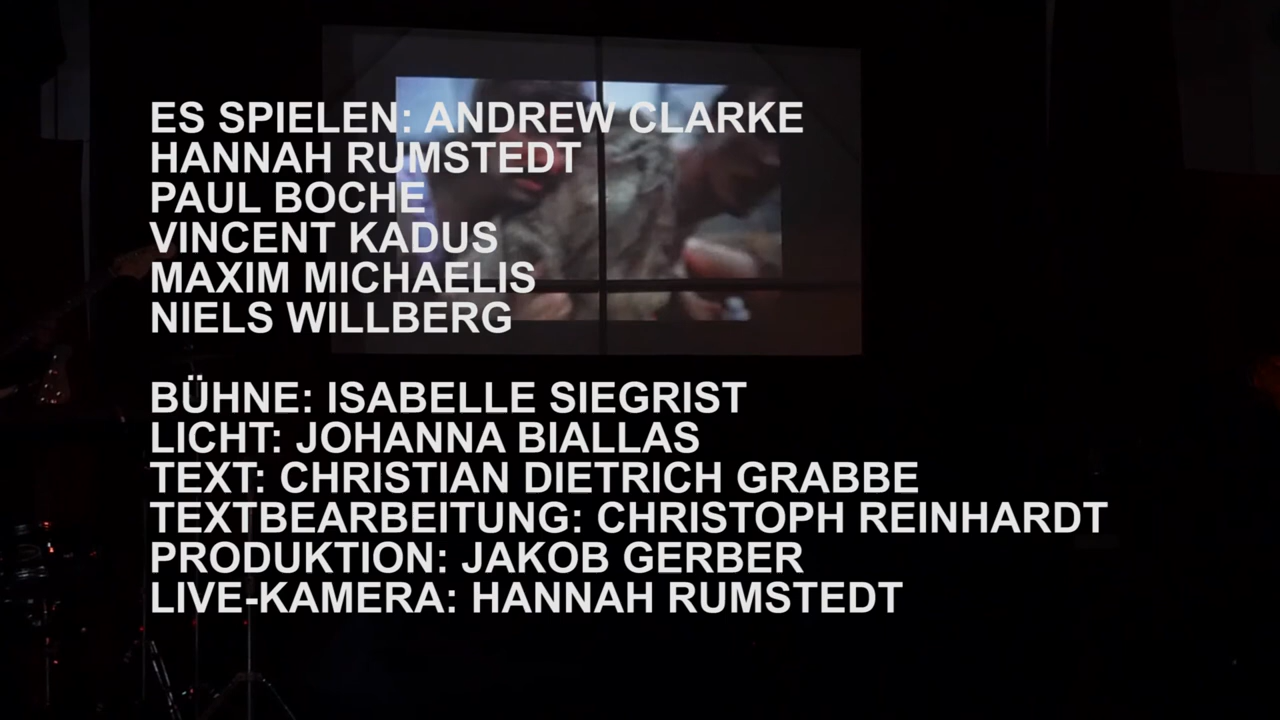 ES SPIELEN: ANDREW CLARKE
HANNAH RUMSTEDT
PAUL BOCHE
VINCENT KADUS
MAXIM MICHAELIS
NIELS WILLBERG
BÜHNE: ISABELLE SIEGRIST
LICHT: JOHANNA BIALLAS
TEXT: CHRISTIAN DIETRICH GRABBE
TEXTBEARBEITUNG: CHRISTOPH REINHARDT
PRODUKTION: JAKOB GERBER
LIVE-KAMERA: HANNAH RUMSTEDT